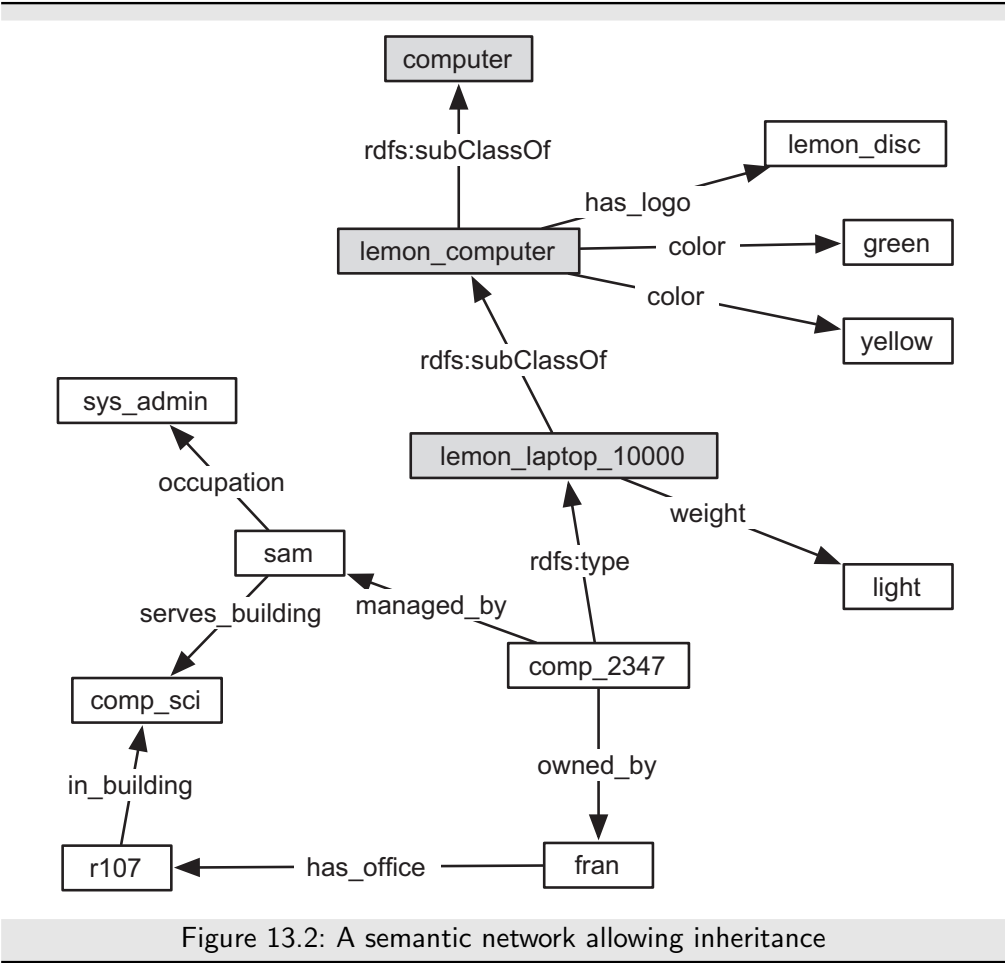 computer
rdfs:subClassOf
lemon_disc
has_logo
lemon_computer
color
green
color
yellow
rdfs:subClassOf
sys_admin
lemon_laptop_10000
occupation
weight
sam
rdfs:type
light
serves_building
managed_by
comp_2347
comp_sci
owned_by
in_building
r107
has_office
fran
Figure 13.2: A semantic network allowing inheritance